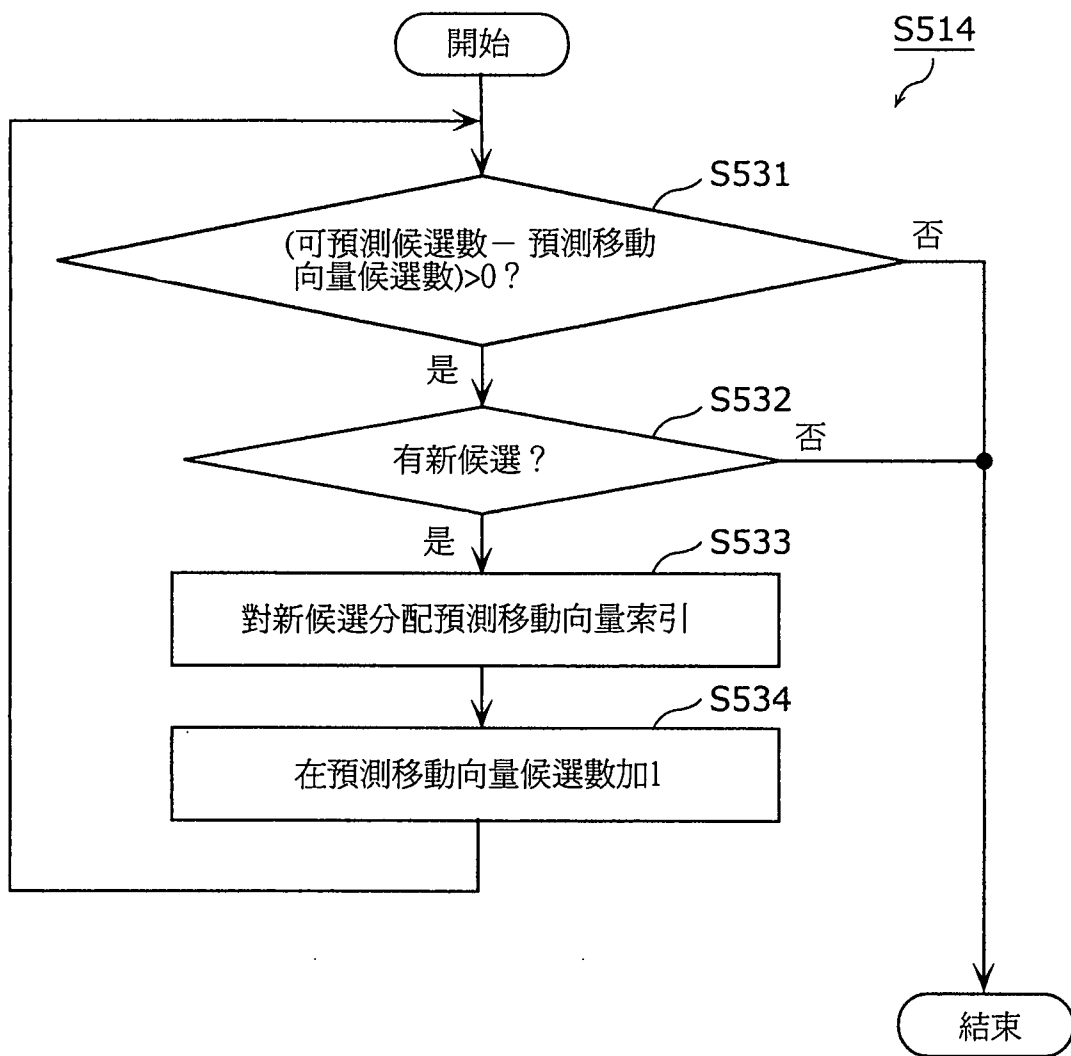 開始
S514
S531
(可預測候選數－預測移動
向量候選數)>0？
否
是
S532
有新候選？
否
是
S533
對新候選分配預測移動向量索引
S534
在預測移動向量候選數加1
結束